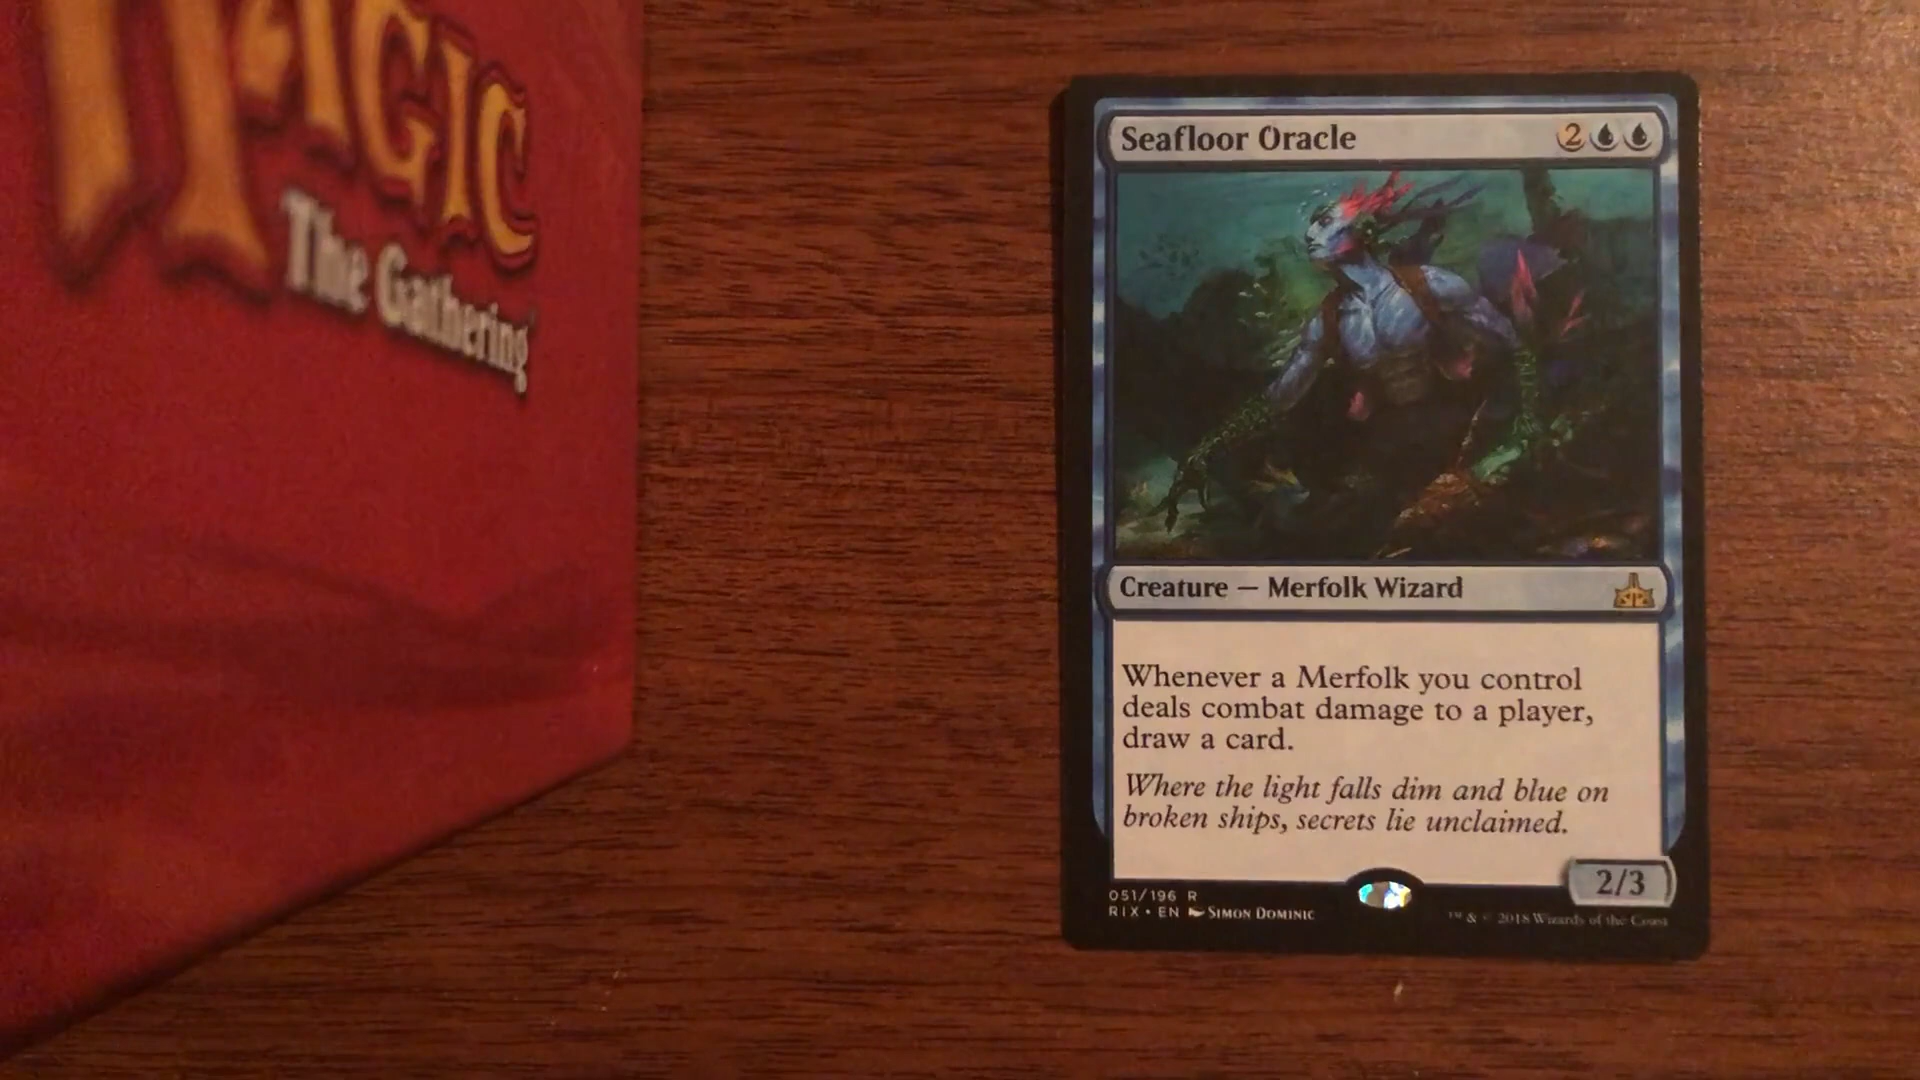 MAGIC
The Gathering
Seafloor Oracle 2
Creature — Merfolk Wizard
Whenever a Merfolk you control
deals combat damage to a player,
draw a card.
Where the light falls dim and blue on
broken ships, secrets lie unclaimed.
2/3
051/196 R
RIX • EN SIMON DOMINIC
™ & © 2018 Wizards of the Coast